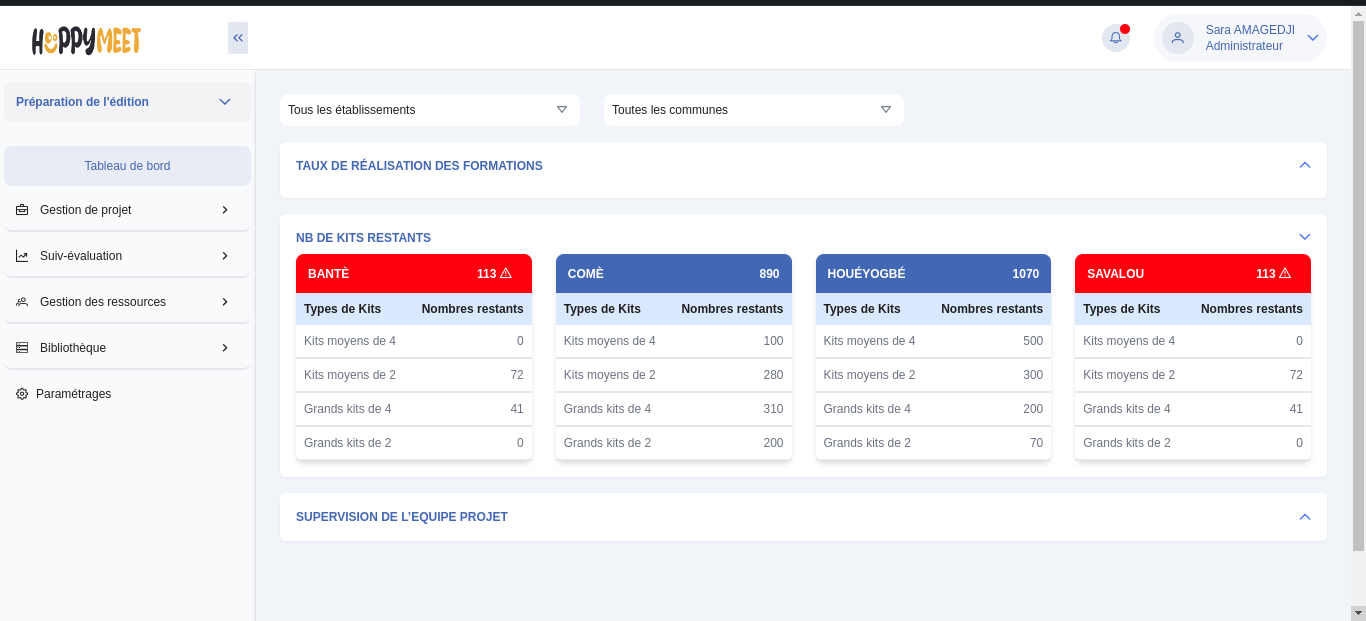 HOPPYMEET
Sara AMAGEDJI
Administrateur
Préparation de l'édition
Tableau de bord
Gestion de projet
Suiv-évaluation
Gestion des ressources
Bibliothèque
Paramétrages
Tous les établissements
Toutes les communes
TAUX DE RÉALISATION DES FORMATIONS
NB DE KITS RESTANTS
BANTÈ 113
Types de Kits Nombres restants
Kits moyens de 4 0
Kits moyens de 2 72
Grands kits de 4 41
Grands kits de 2 0
COMÈ 890
Types de Kits Nombres restants
Kits moyens de 4 100
Kits moyens de 2 280
Grands kits de 4 310
Grands kits de 2 200
HOUÉYOGBÉ 1070
Types de Kits Nombres restants
Kits moyens de 4 500
Kits moyens de 2 300
Grands kits de 4 200
Grands kits de 2 70
SAVALOU 113
Types de Kits Nombres restants
Kits moyens de 4 0
Kits moyens de 2 72
Grands kits de 4 41
Grands kits de 2 0
SUPERVISION DE L’EQUIPE PROJET